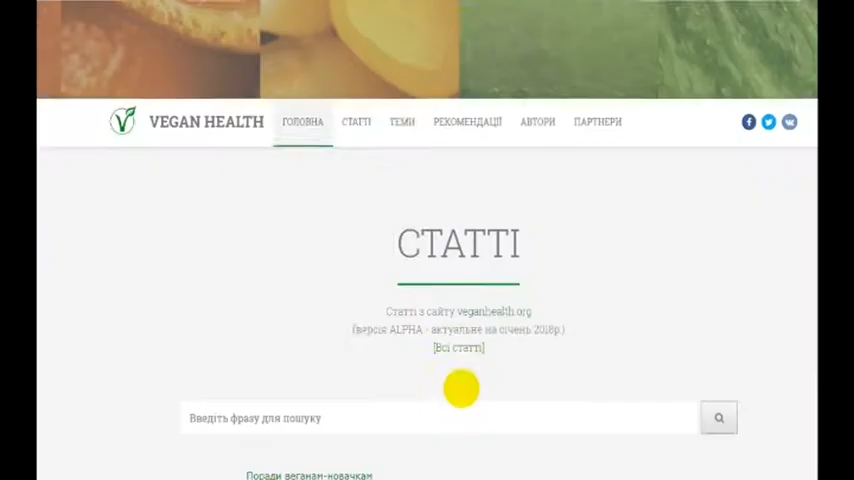 VEGAN HEALTH ГОЛОВНА СТАТТІ ТЕМИ РЕКОМЕНДАЦІЇ АВТОРИ ПАРТНЕРИ
СТАТТІ
Статті з сайту veganhealth.org
(версія ALPHA - актуальне на січень 2018р.)
[Всі статті]
Введіть фразу для пошуку
Поради веганам-новачкам